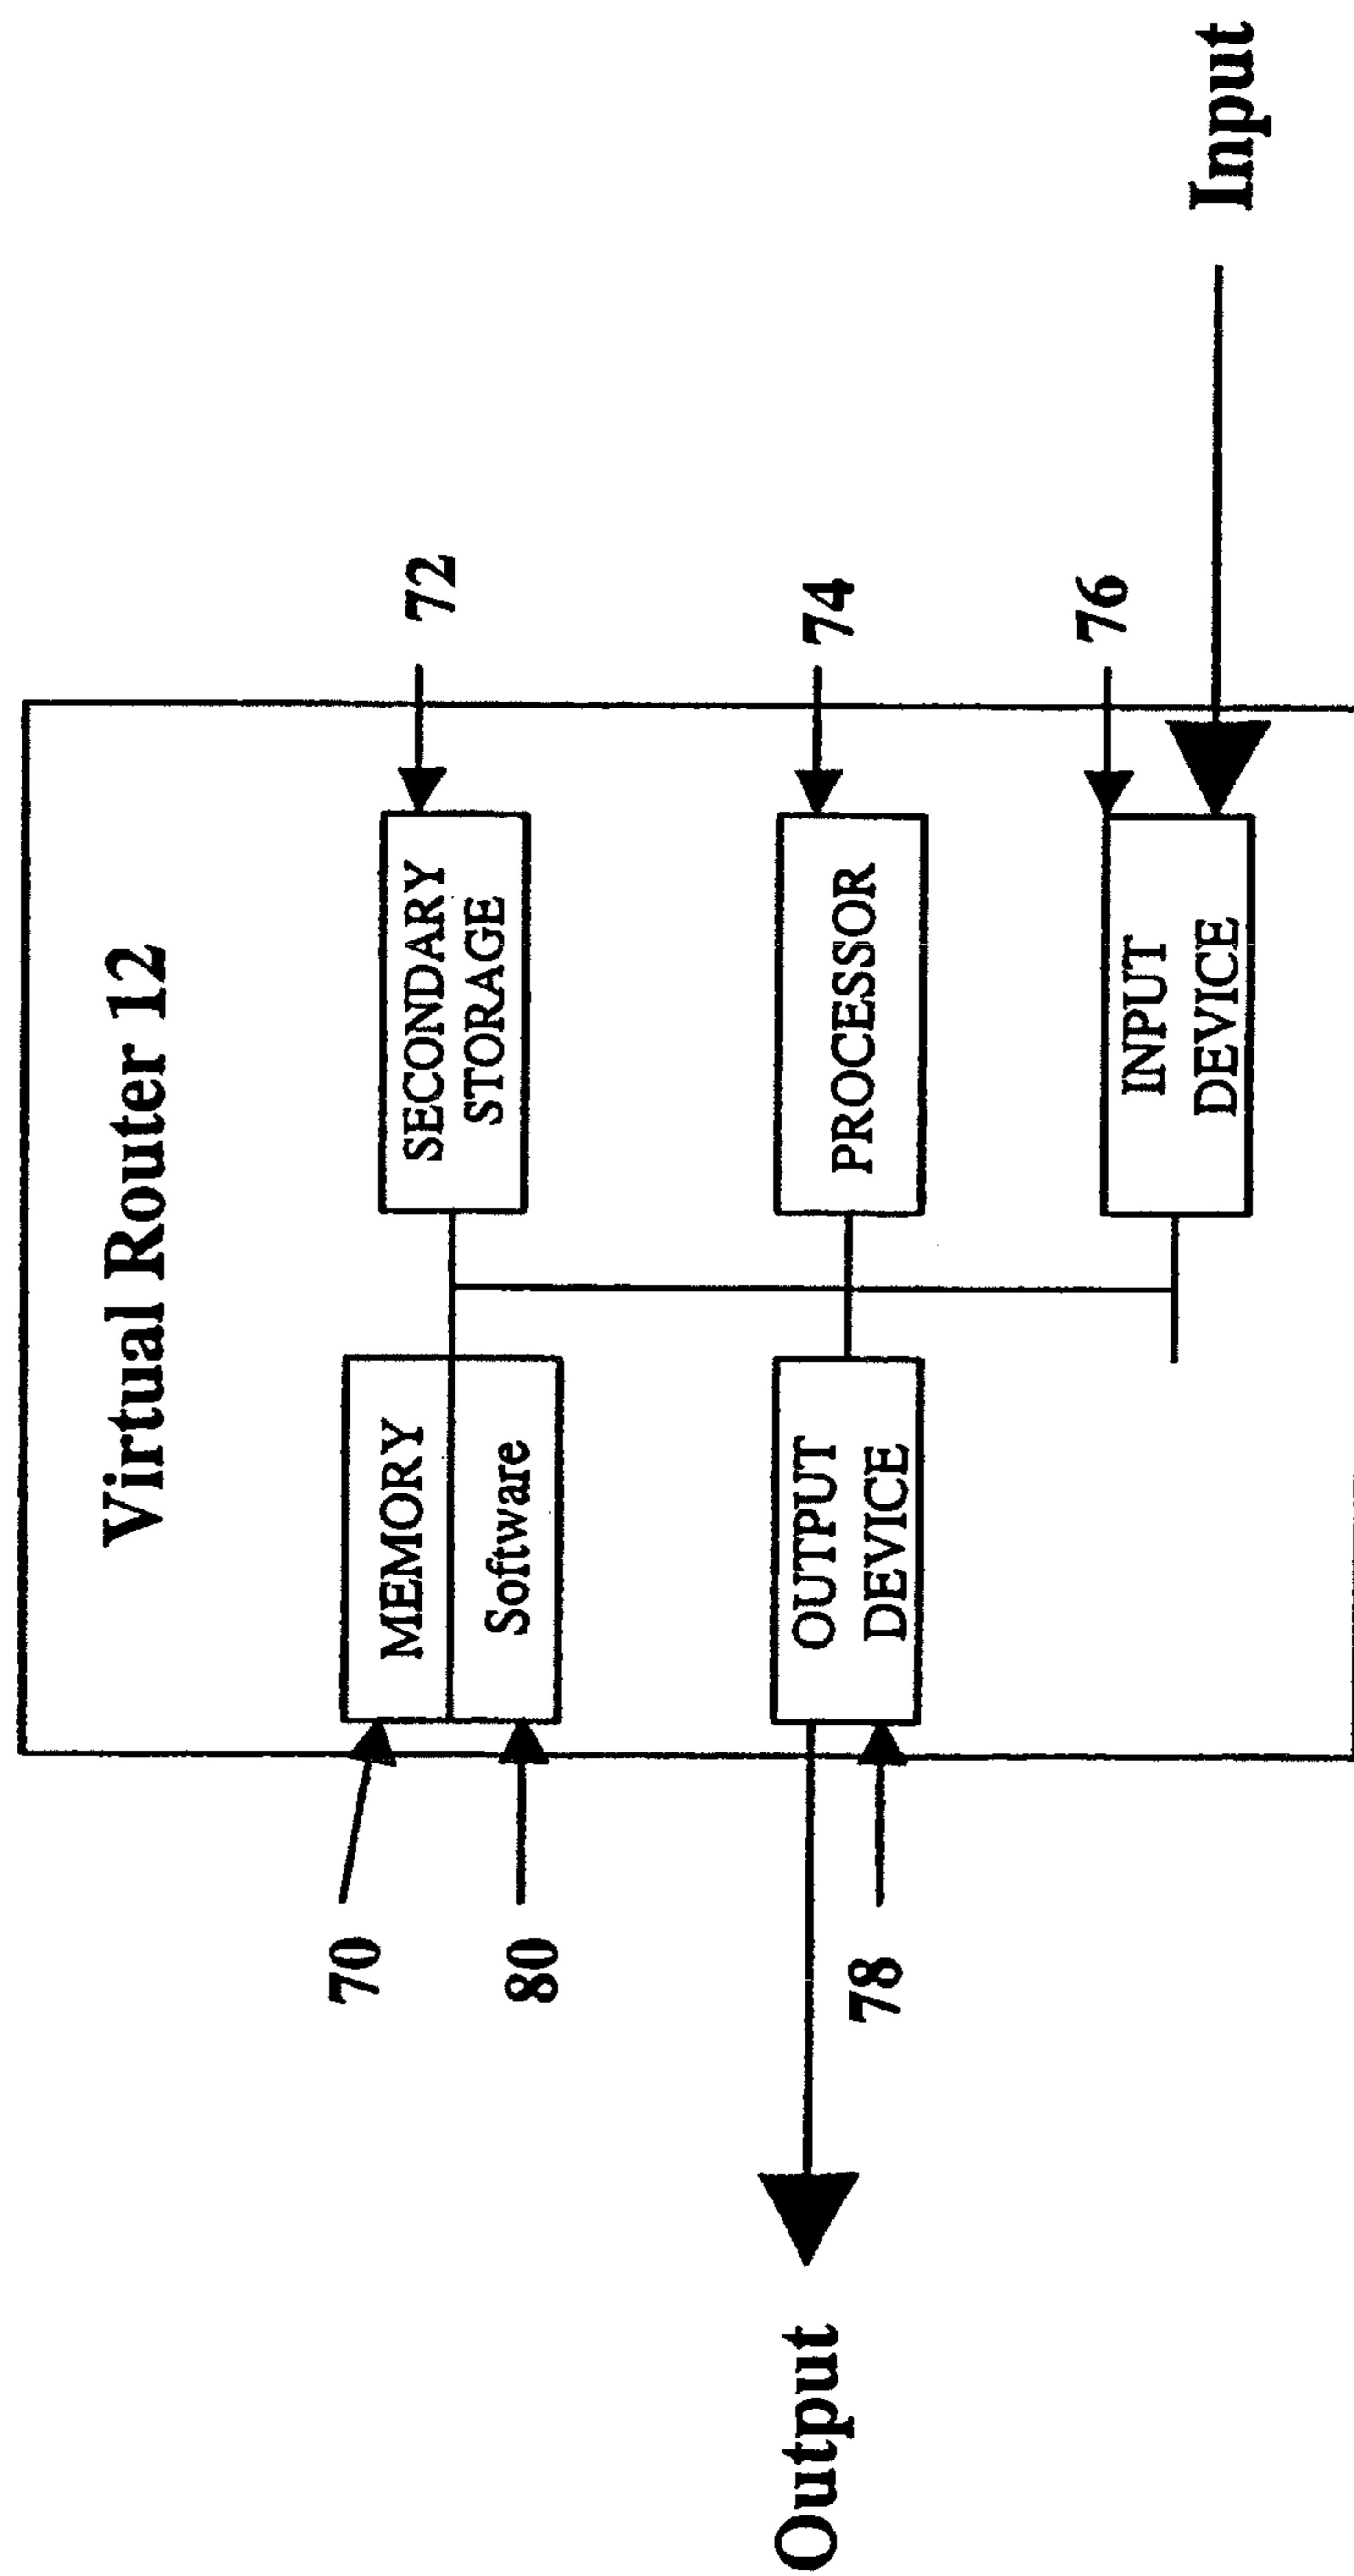 Virtual Router 12
70
MEMORY
80
Software
SECONDARY
STORAGE
72
Output
78
OUTPUT
DEVICE
PROCESSOR
74
INPUT
DEVICE
76
Input